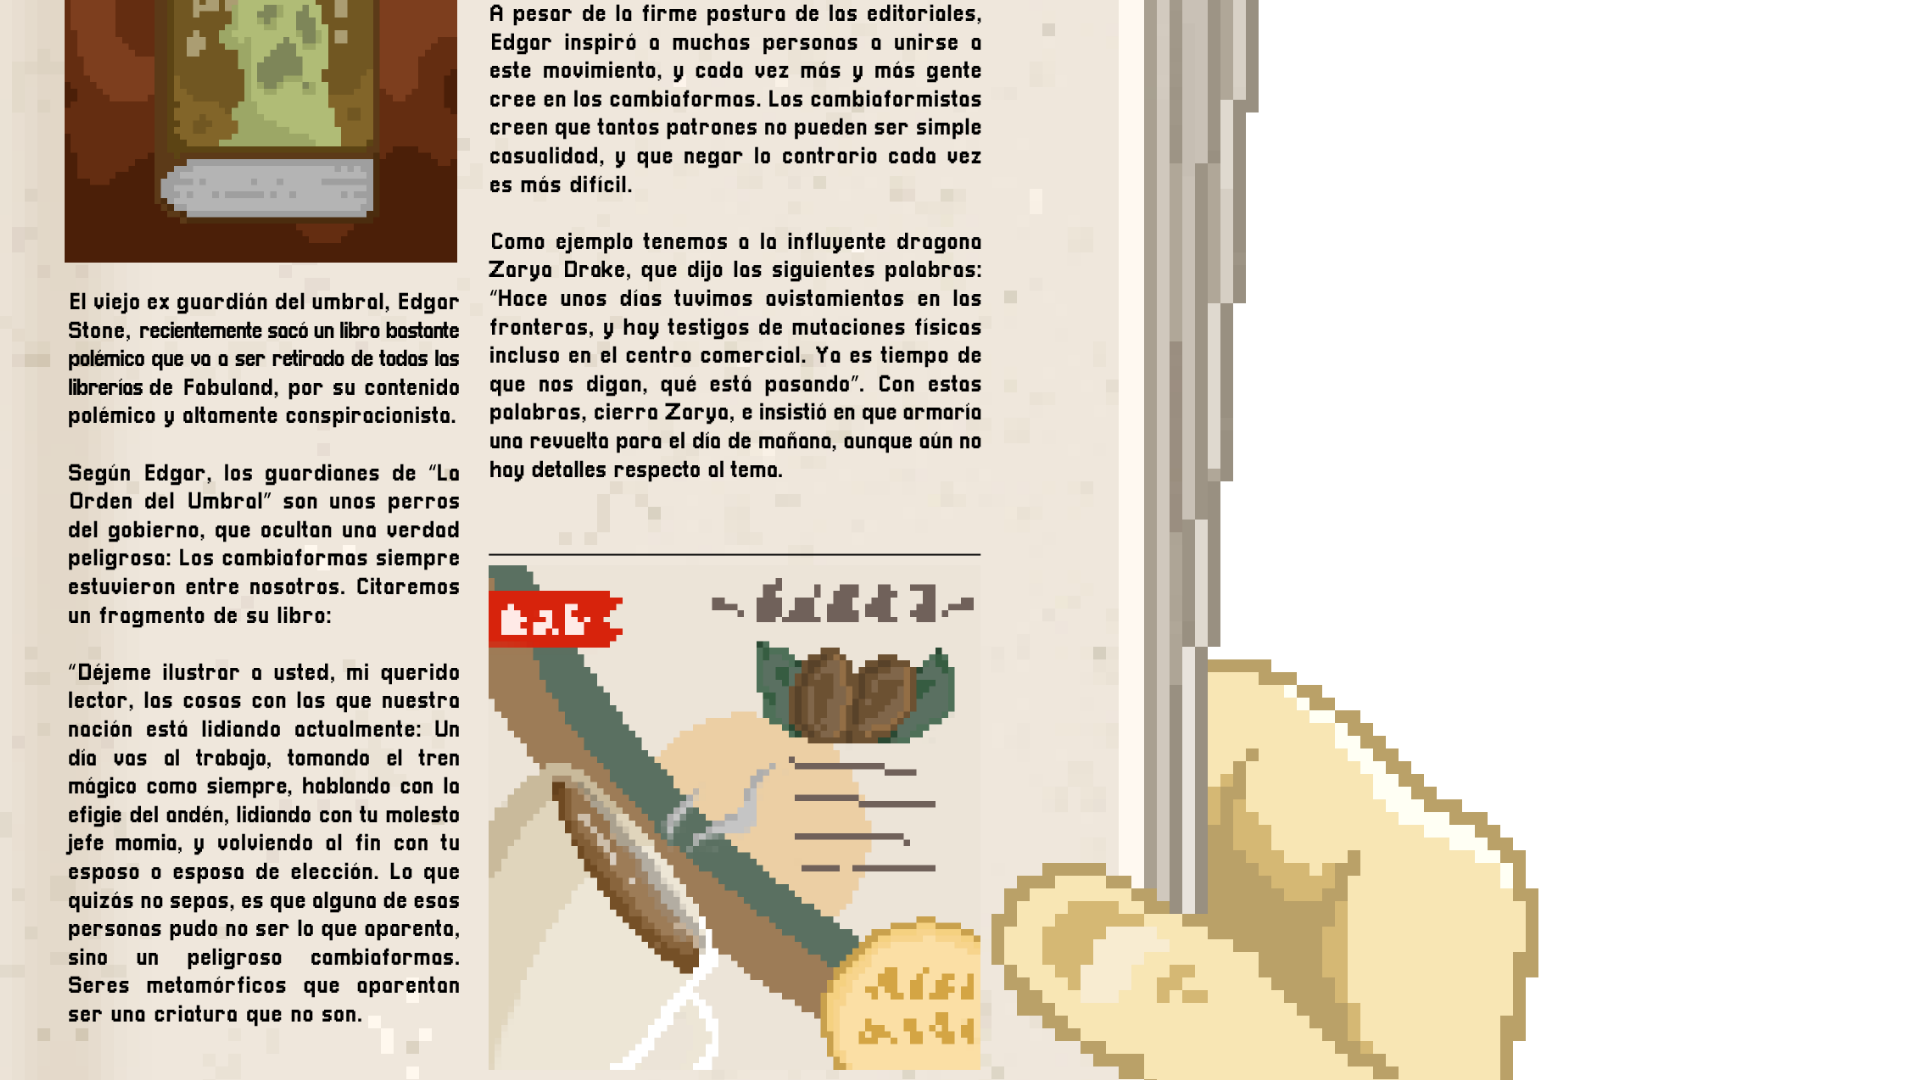 El viejo ex guardián del umbral, Edgar
Stone, recientemente sacó un libro bastante
polémico que va a ser retirado de todas las
librerías de Fabuland, por su contenido
polémico y altamente conspiracionista.
Según Edgar, los guardianes de “La
Orden del Umbral” son unos perros
del gobierno, que ocultan una verdad
peligrosa: Los cambiaformas siempre
estuvieron entre nosotros. Citaremos
un fragmento de su libro:
“Déjeme ilustrar a usted, mi querido
lector, las cosas con las que nuestra
nación está lidiando actualmente: Un
día vas al trabajo, tomando el tren
mágico como siempre, hablando con la
efigie del andén, lidiando con tu molesto
jefe momia, y volviendo al fin con tu
esposo o esposa de elección. Lo que
quizás no sepas, es que alguna de esas
personas pudo no ser lo que aparenta,
sino un peligroso cambiaformas.
Seres metamórficos que aparentan
ser una criatura que no son.
A pesar de la firme postura de las editoriales,
Edgar inspiró a muchas personas a unirse a
este movimiento, y cada vez más y más gente
cree en los cambiaformas. Los cambiaformistas
creen que tantos patrones no pueden ser simple
casualidad, y que negar lo contrario cada vez
es más difícil.
Como ejemplo tenemos a la influyente dragona
Zarya Drake, que dijo las siguientes palabras:
“Hace unos días tuvimos avistamientos en las
fronteras, y hay testigos de mutaciones físicas
incluso en el centro comercial. Ya es tiempo de
que nos digan, qué está pasando”. Con estas
palabras, cierra Zarya, e insistió en que armaría
una revuelta para el día de mañana, aunque aún no
hay detalles respecto al tema.